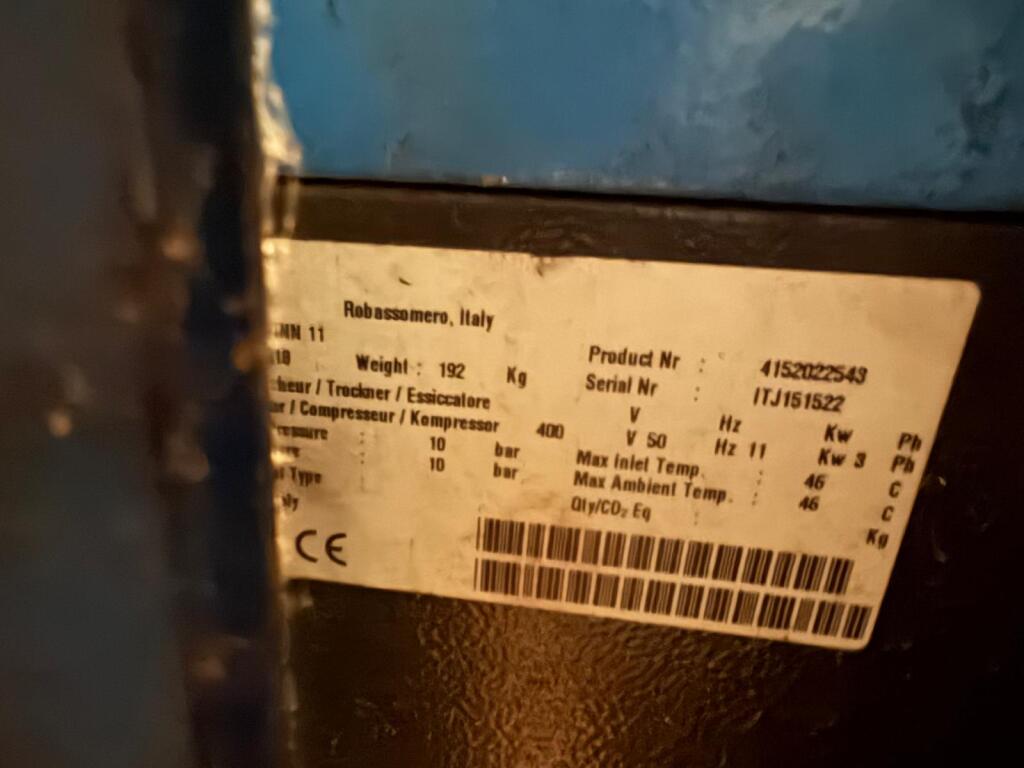 Robassomero, Italy
NN 11
Product Nr : 4152022543
10 Weight : 192 Kg
Serial Nr : ITJ151522
/ Trockner / Essiccatore
V Hz Kw Ph
/ Compresseur / Kompressor 400 V 50 Hz 11 Kw 3 Ph
: 10 bar
Max Inlet Temp. : 46 C
: 10 bar
Max Ambient Temp. : 46 C
Type
Qty/CO₂ Eq : Kg
CE